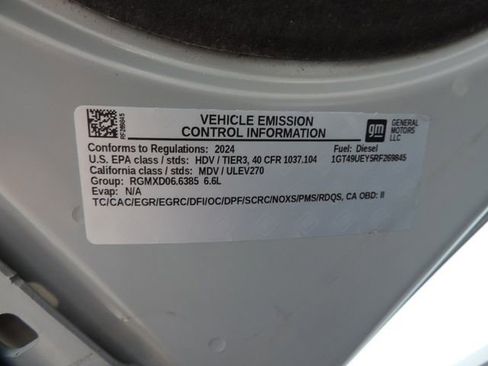 RF269845
VEHICLE EMISSION
CONTROL INFORMATION
gm
GENERAL
MOTORS
LLC
Conforms to Regulations: 2024
Fuel: Diesel
U.S. EPA class / stds: HDV / TIER3, 40 CFR 1037.104
1GT49UEY5RF269845
California class / stds: MDV / ULEV270
Group: RGMXD06.6385 6.6L
Evap: N/A
TC/CAC/EGR/EGRC/DFI/OC/DPF/SCRC/NOXS/PMS/RDQS, CA OBD: II